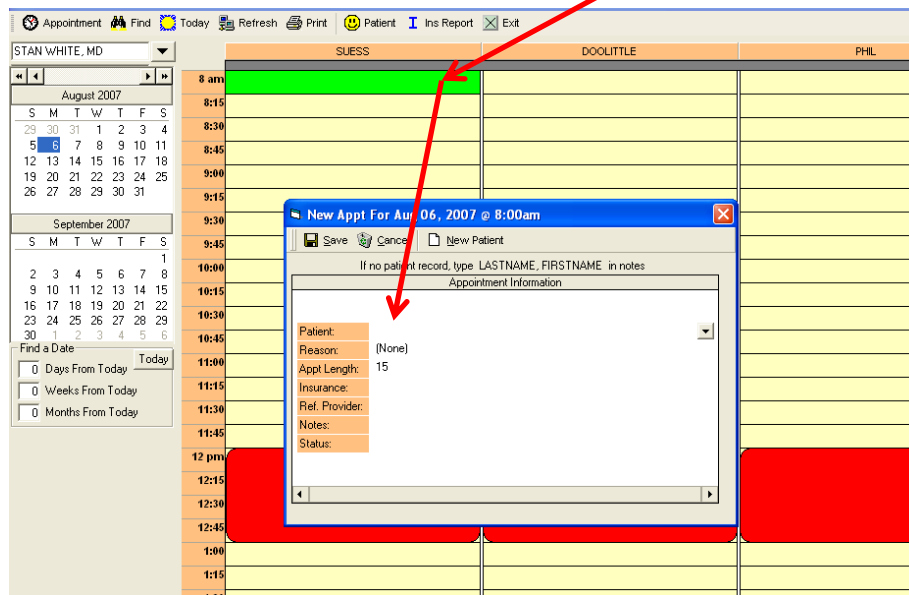 Appointment Find Today Refresh Print Patient Ins Report Exit
STAN WHITE, MD
SUESS DOOLITTLE PHIL
August 2007
S M T W T F S
29 30 31 1 2 3 4
5 6 7 8 9 10 11
12 13 14 15 16 17 18
19 20 21 22 23 24 25
26 27 28 29 30 31
September 2007
S M T W T F S
1
2 3 4 5 6 7 8
9 10 11 12 13 14 15
16 17 18 19 20 21 22
23 24 25 26 27 28 29
30 1 2 3 4 5 6
Find a Date
Today
0 Days From Today
0 Weeks From Today
0 Months From Today
8 am
8:15
8:30
8:45
9:00
9:15
9:30
9:45
10:00
10:15
10:30
10:45
11:00
11:15
11:30
11:45
12 pm
12:15
12:30
12:45
1:00
1:15
New Appt For Aug 06, 2007 @ 8:00am
Save Cancel New Patient
If no patient record, type LASTNAME, FIRSTNAME in notes
Appointment Information
Patient:
Reason: (None)
Appt Length: 15
Insurance:
Ref. Provider:
Notes:
Status: